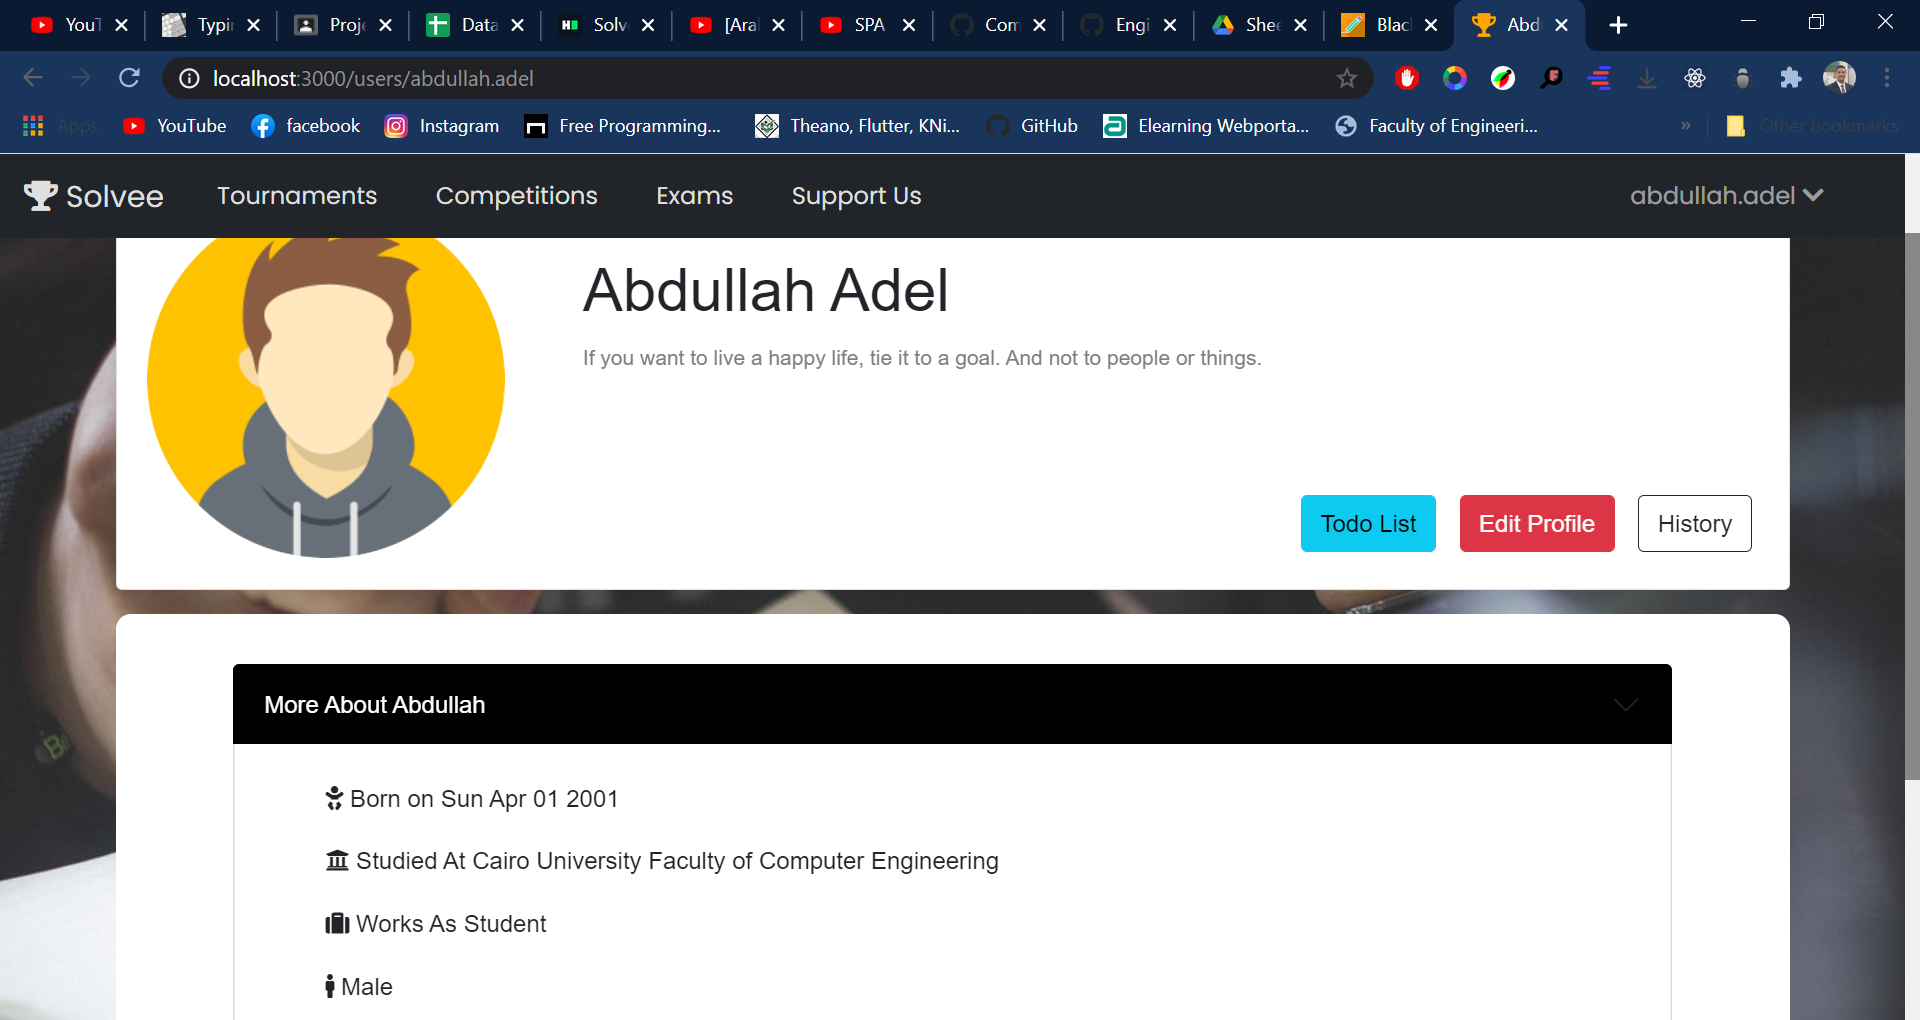 YouT
Typin
Proje
Data
Solv
[Ara
SPA
Com
Engi
Shee
Blac
Abd
localhost:3000/users/abdullah.adel
Apps YouTube facebook Instagram Free Programming... Theano, Flutter, KNi... GitHub Elearning Webporta... Faculty of Engineeri... » Other bookmarks
Solvee Tournaments Competitions Exams Support Us abdullah.adel
Abdullah Adel
If you want to live a happy life, tie it to a goal. And not to people or things.
Todo List Edit Profile History
More About Abdullah
Born on Sun Apr 01 2001
Studied At Cairo University Faculty of Computer Engineering
Works As Student
Male